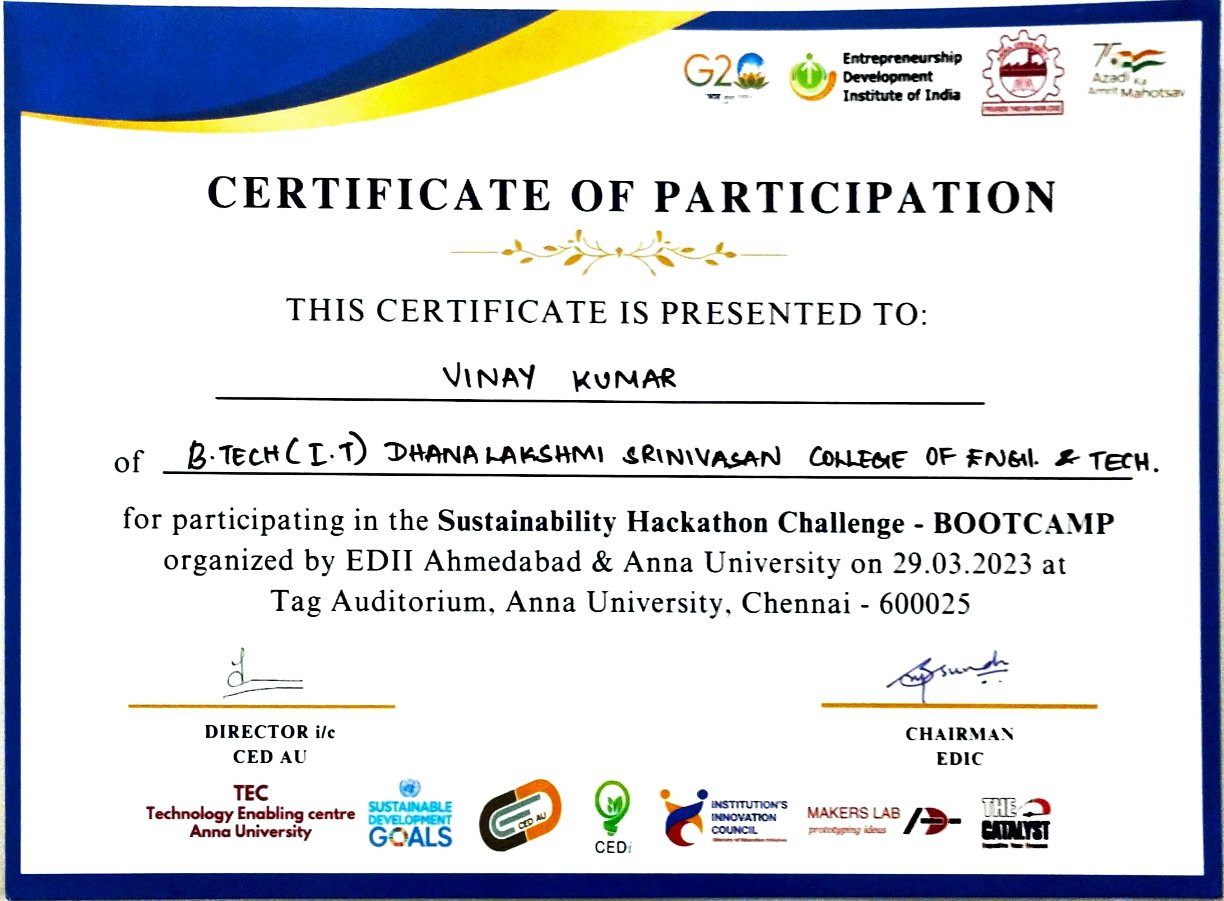 G20
Entrepreneurship
Development
Institute of India
PROGRESS THROUGH KNOWLEDGE
75
Azadi Ka
Amrit Mahotsav
CERTIFICATE OF PARTICIPATION
THIS CERTIFICATE IS PRESENTED TO:
VINAY KUMAR
of B.TECH(I.T) DHANALAKSHMI SRINIVASAN COLLEGE OF ENGG. & TECH.
for participating in the Sustainability Hackathon Challenge - BOOTCAMP
organized by EDII Ahmedabad & Anna University on 29.03.2023 at
Tag Auditorium, Anna University, Chennai - 600025
DIRECTOR i/c
CED AU
CHAIRMAN
EDIC
TEC
Technology Enabling centre
Anna University
SUSTAINABLE
DEVELOPMENT
GOALS
CED AU
CEDi
INSTITUTION'S
INNOVATION
COUNCIL
MAKERS LAB
prototyping ideas
THE
CATALYST